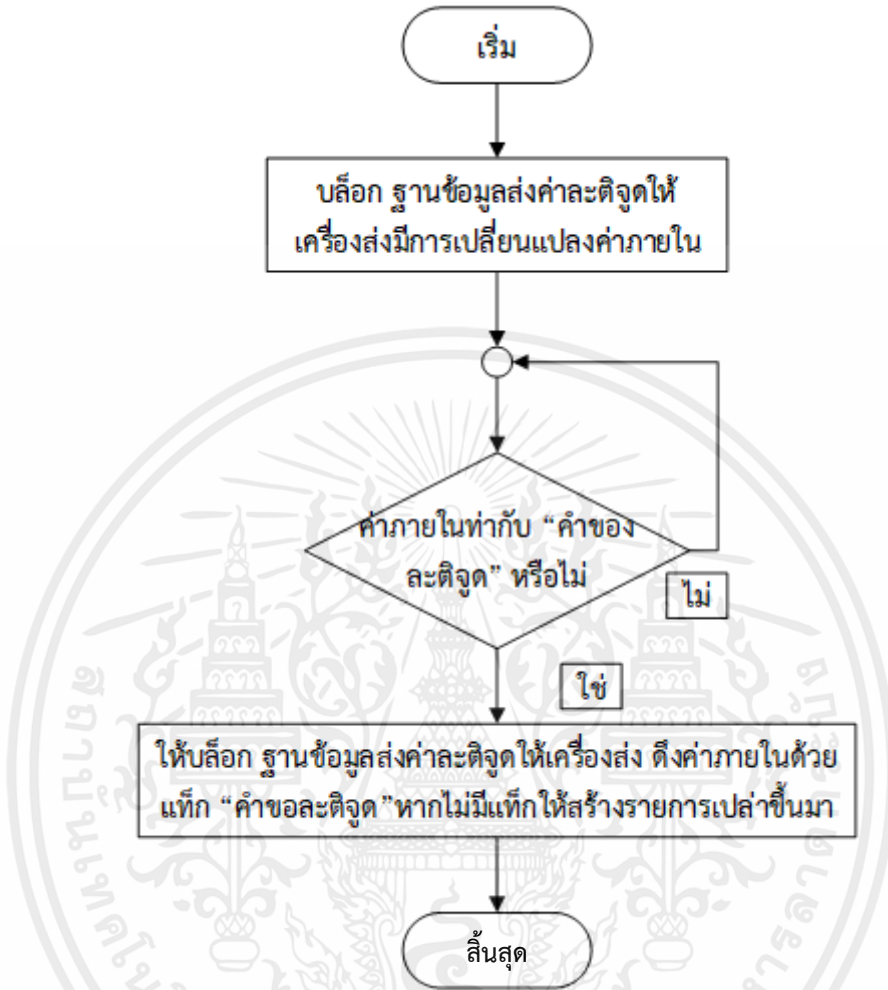 เริ่ม
บล็อก ฐานข้อมูลส่งค่าละติจูดให้
เครื่องส่งมีการเปลี่ยนแปลงค่าภายใน
ค่าภายในท่ากับ “คำของ
ละติจูด” หรือไม่
ไม่
ใช่
ให้บล็อก ฐานข้อมูลส่งค่าละติจูดให้เครื่องส่ง ดึงค่าภายในด้วย
แท็ก “คำขอละติจูด”หากไม่มีแท็กให้สร้างรายการเปล่าขึ้นมา
สิ้นสุด